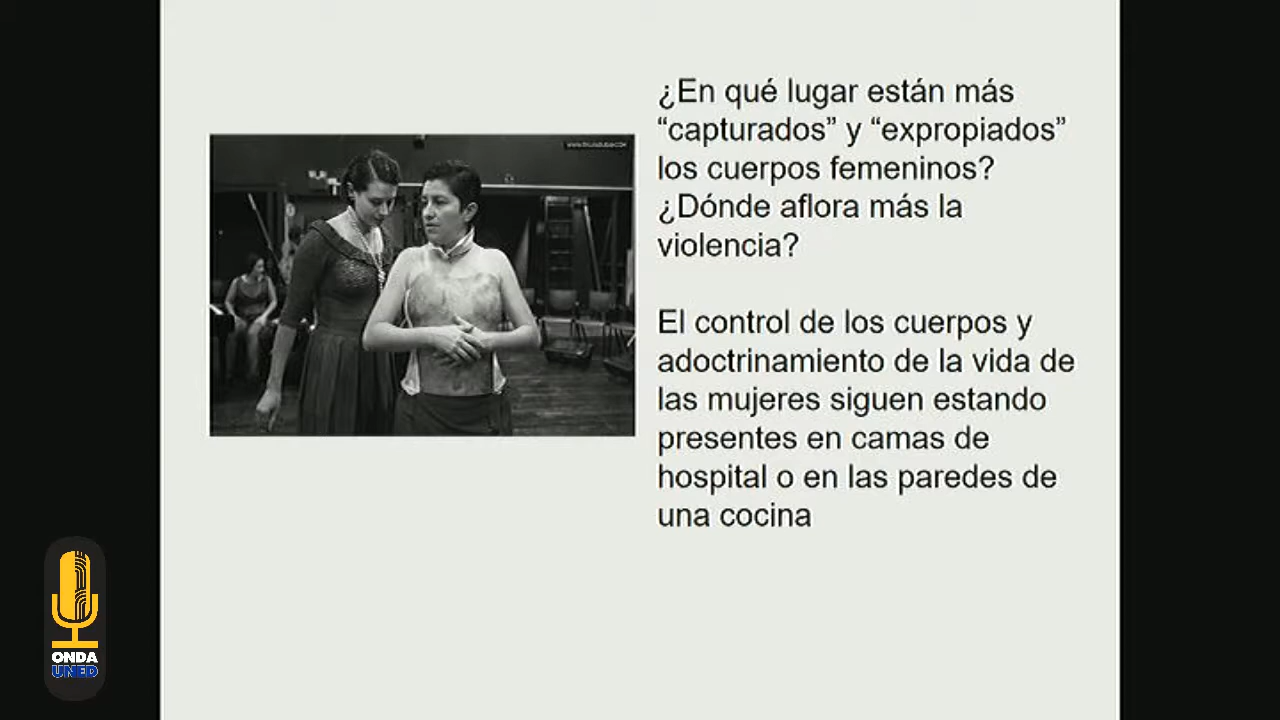 ¿En qué lugar están más
“capturados” y “expropiados”
los cuerpos femeninos?
¿Dónde aflora más la
violencia?
El control de los cuerpos y
adoctrinamiento de la vida de
las mujeres siguen estando
presentes en camas de
hospital o en las paredes de
una cocina
ONDA
UNED